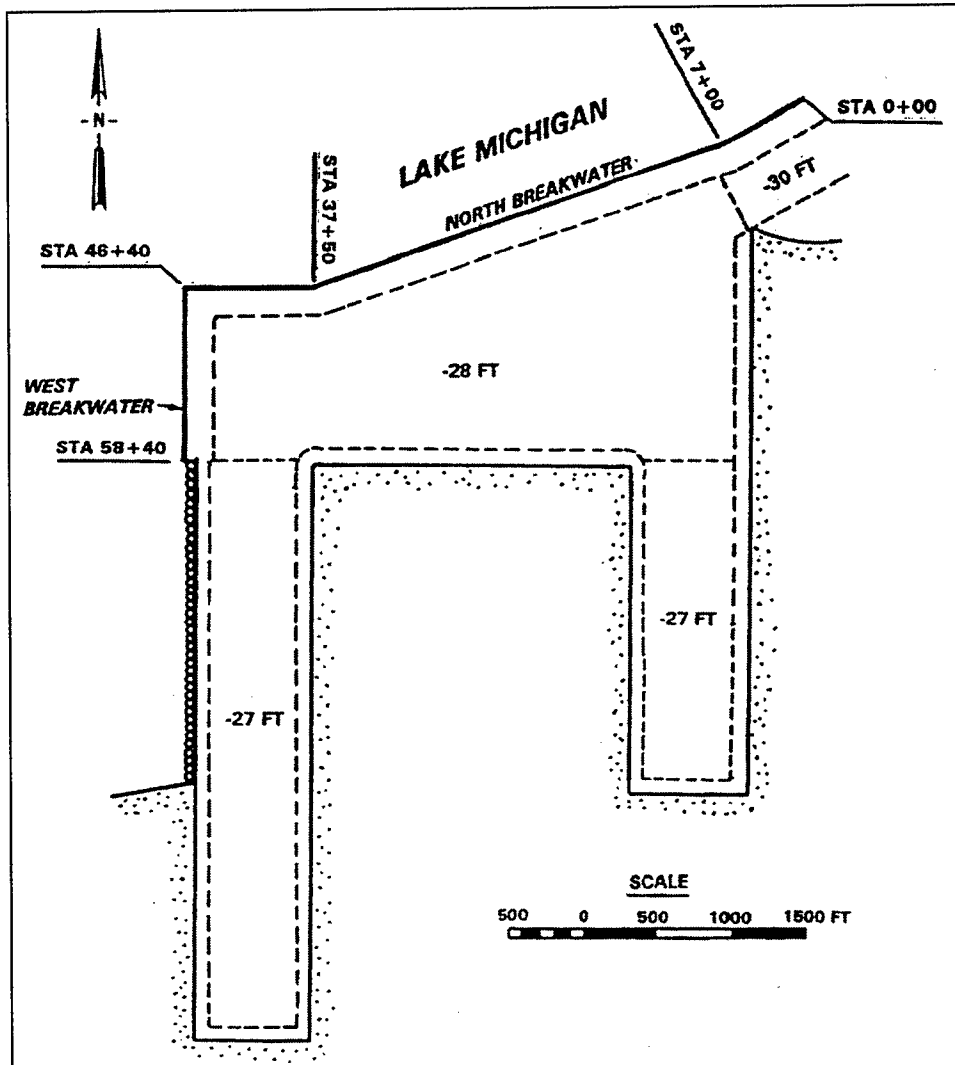 STA 7+00
STA 0+00
-N-
LAKE MICHIGAN
NORTH BREAKWATER
-30 FT
STA 37+50
STA 46+40
-28 FT
WEST
BREAKWATER
STA 58+40
-27 FT
-27 FT
SCALE
500 0 500 1000 1500 FT